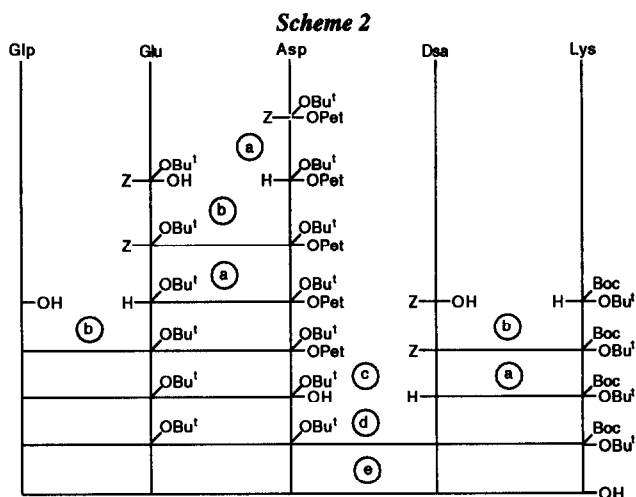 Scheme 2
Glp Glu Asp Dsa Lys
OBuᵗ
Z OPet
a
OBuᵗ OBuᵗ
Z OH H OPet
b
OBuᵗ OBuᵗ
Z OPet
a
OBuᵗ OBuᵗ Boc
OH H OPet Z OH H OBuᵗ
b b
OBuᵗ OBuᵗ Boc
OPet Z OBuᵗ
c a
OBuᵗ OBuᵗ Boc
OH H OBuᵗ
d
OBuᵗ OBuᵗ Boc
OBuᵗ
e
OH